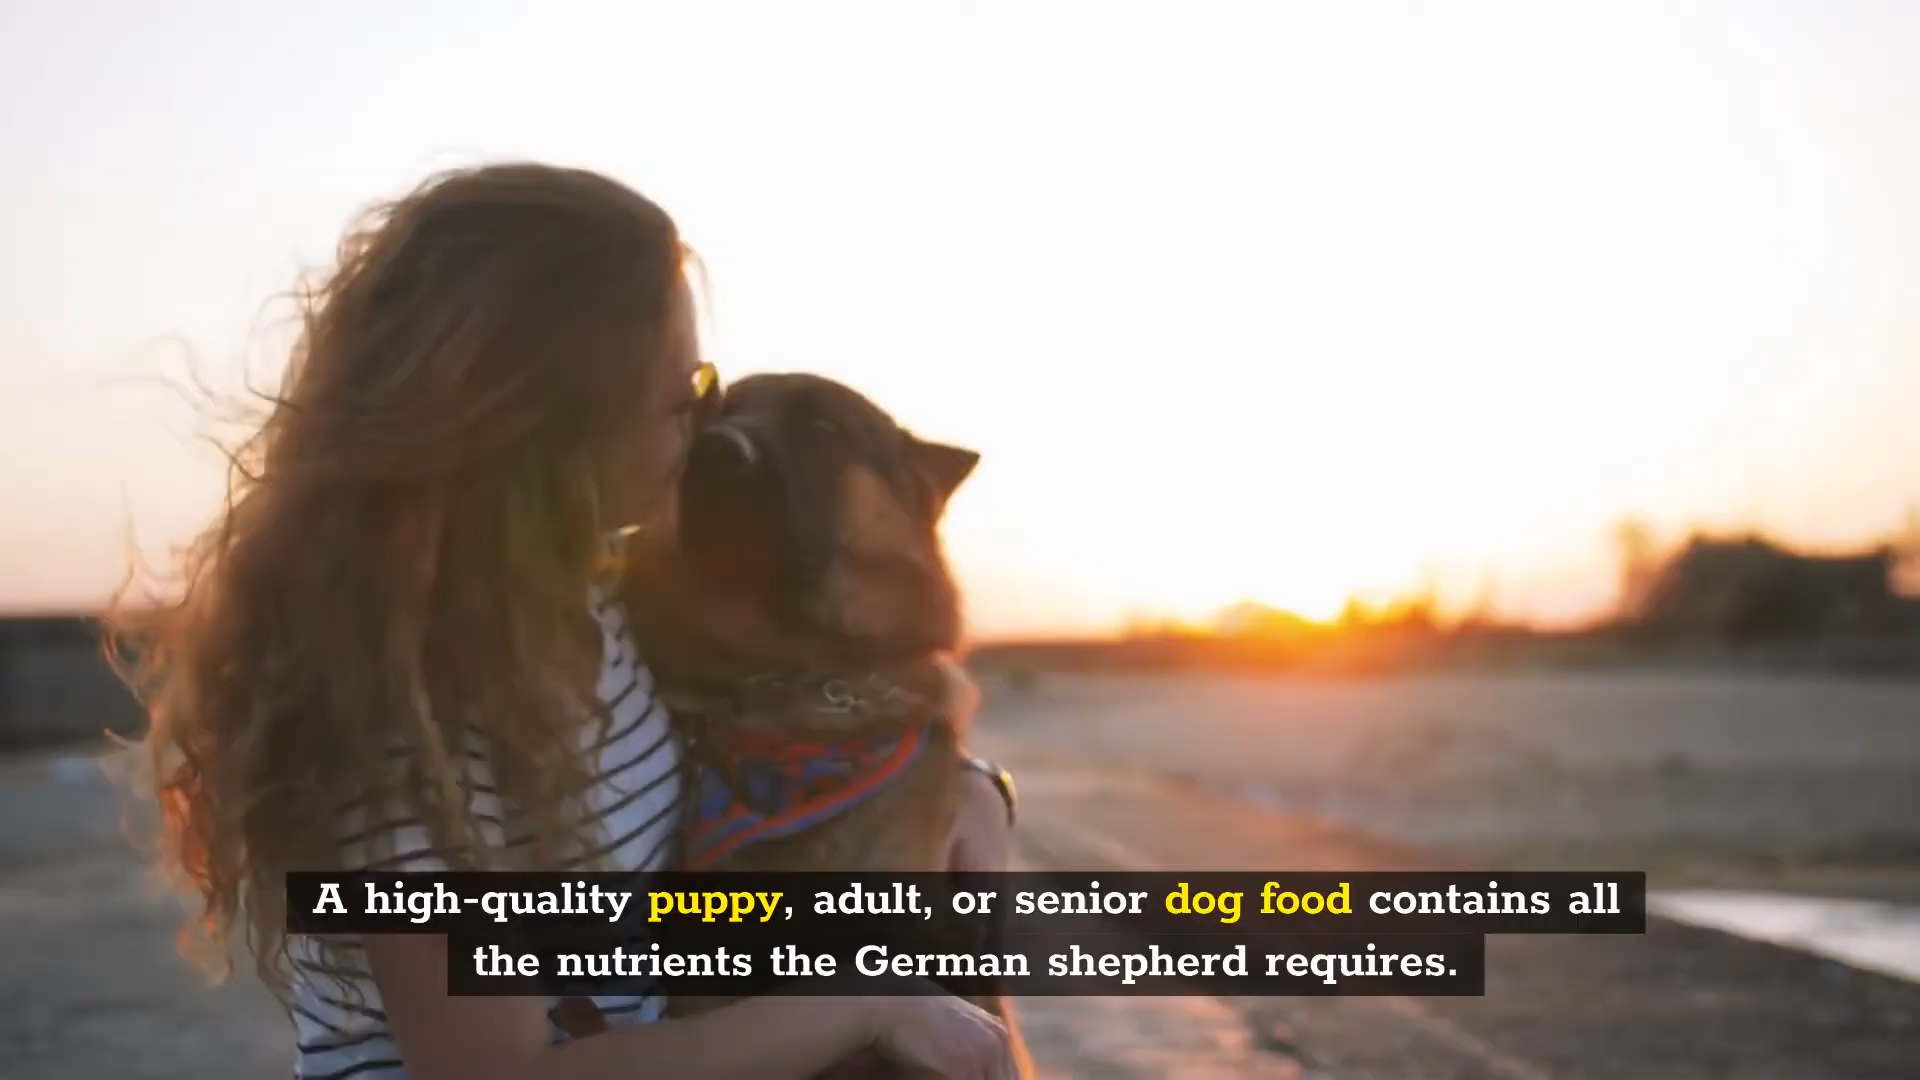 A high-quality puppy, adult, or senior dog food contains all
the nutrients the German shepherd requires.